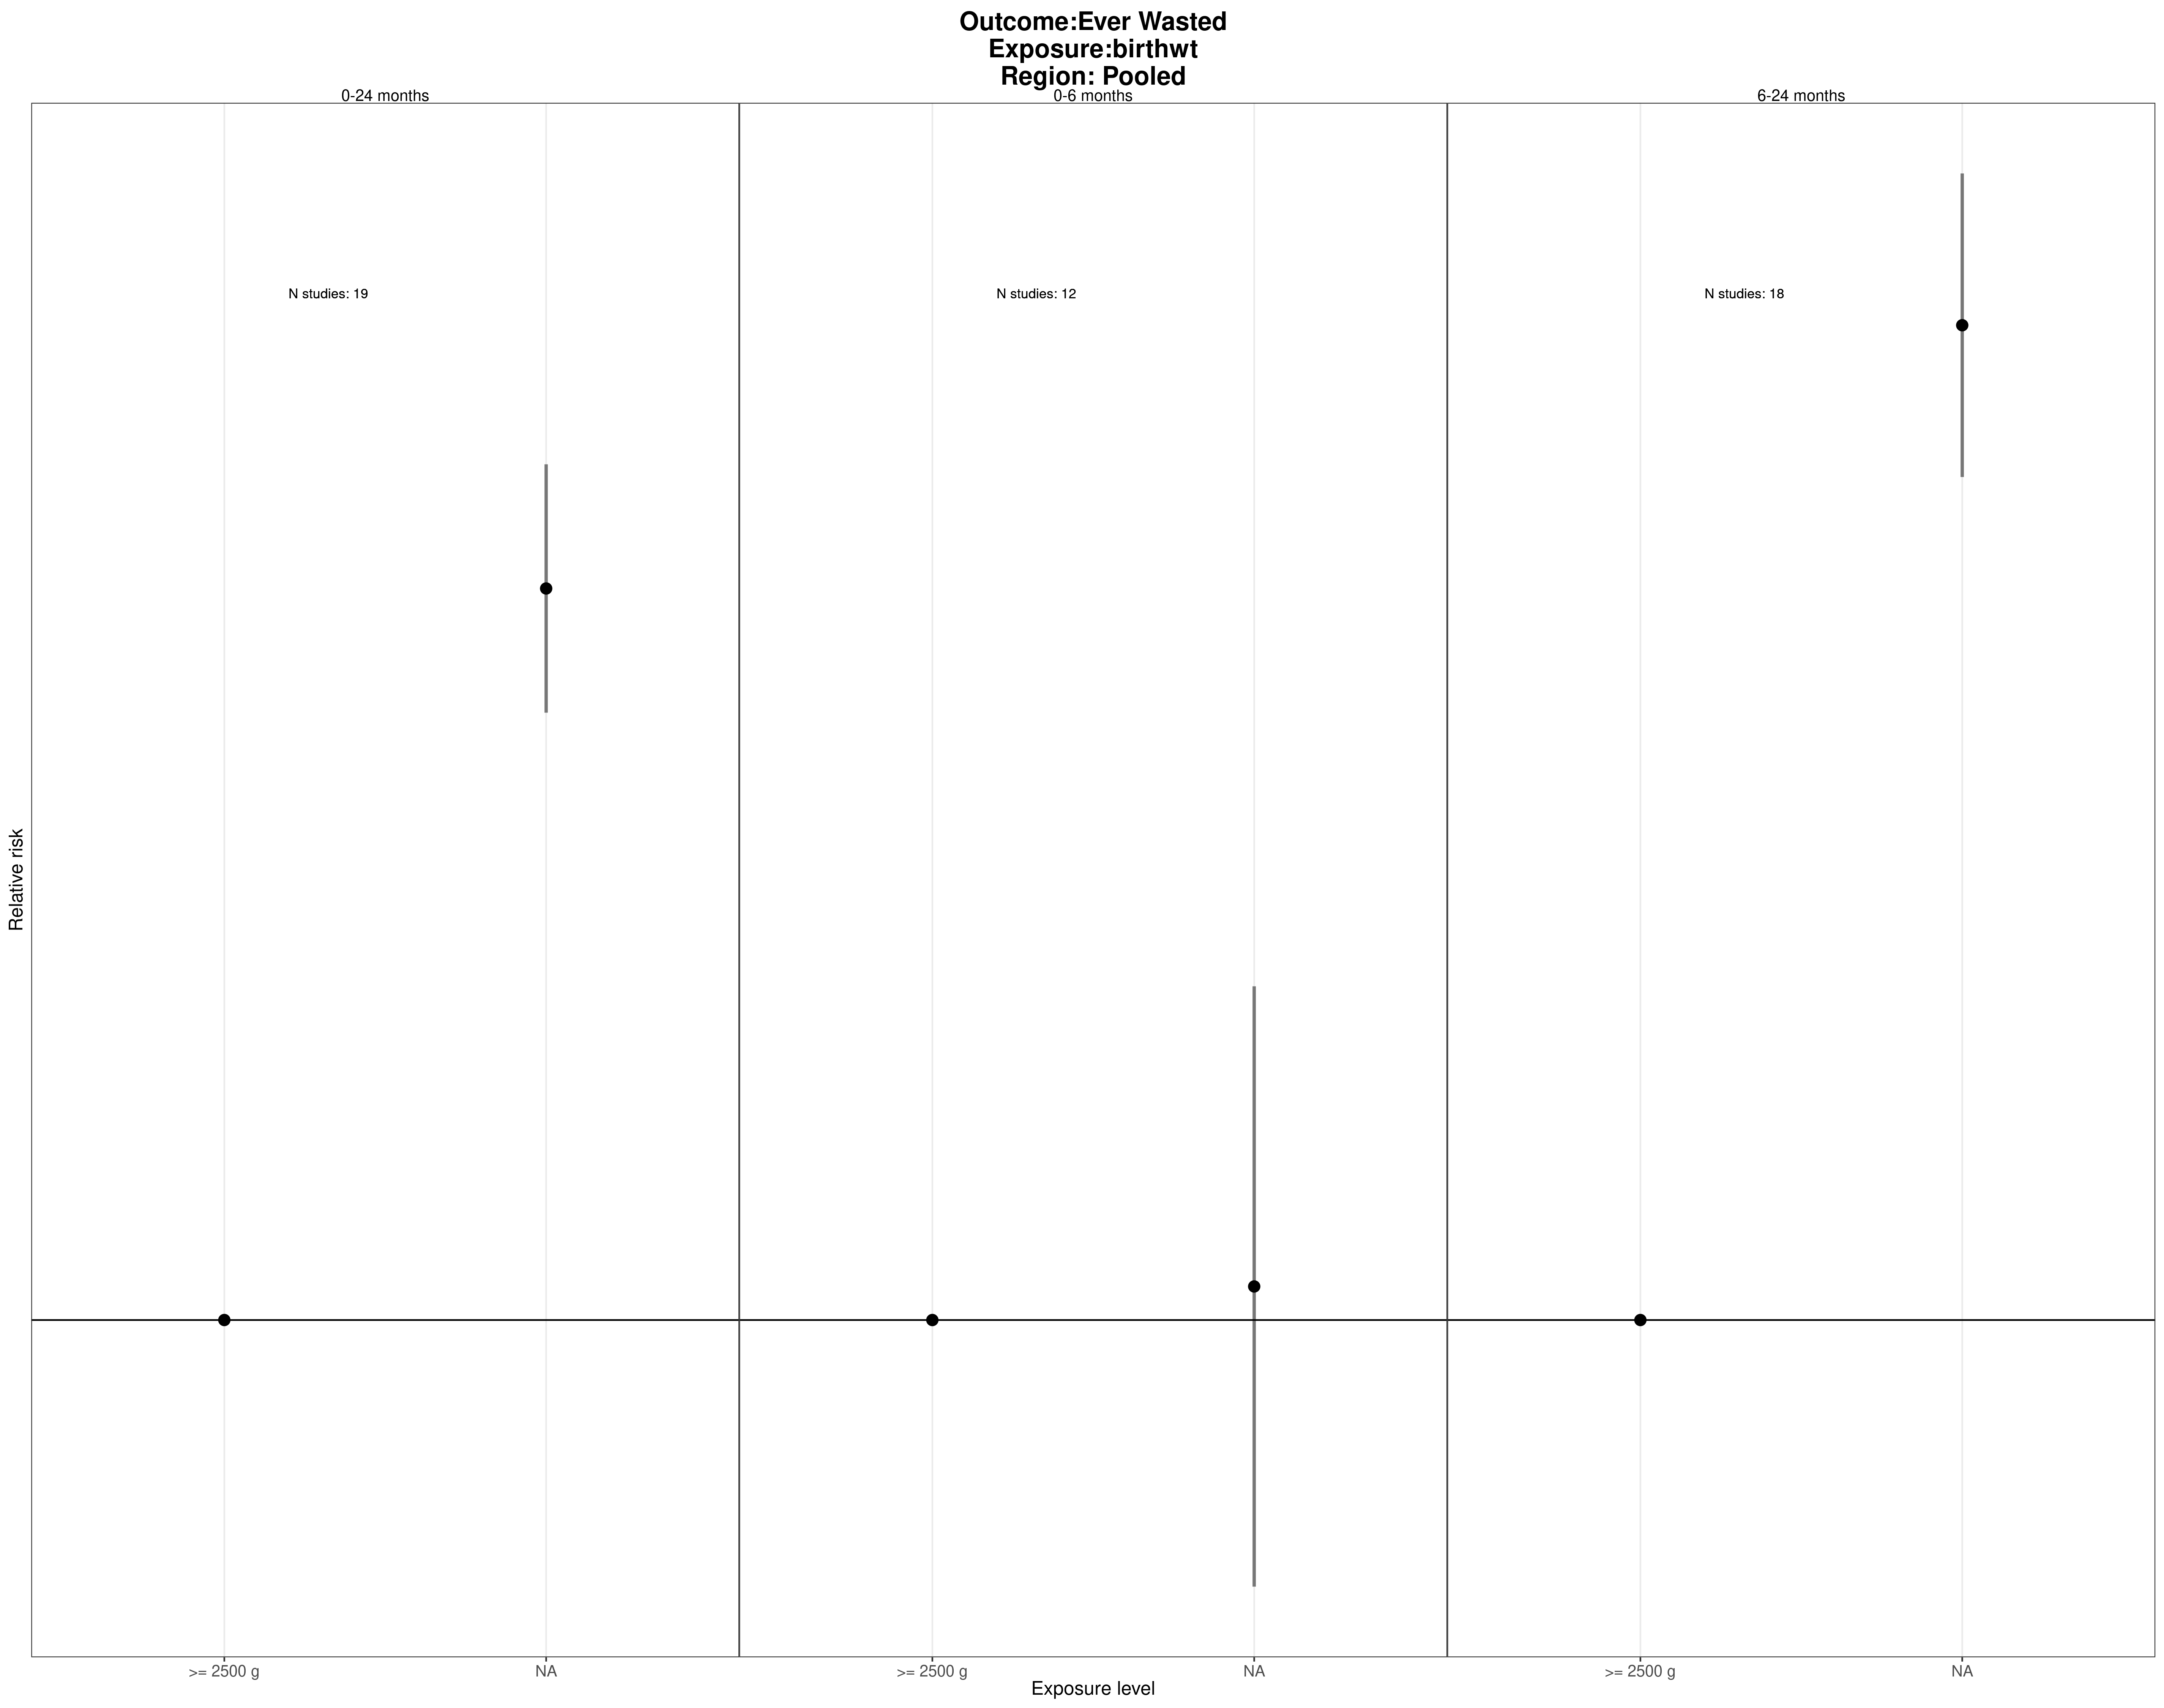 Outcome:Ever Wasted
Exposure:birthwt
Region: Pooled
0-24 months
0-6 months
6-24 months
N studies: 19
N studies: 12
N studies: 18
Relative risk
>= 2500 g
NA
>= 2500 g
NA
>= 2500 g
NA
Exposure level